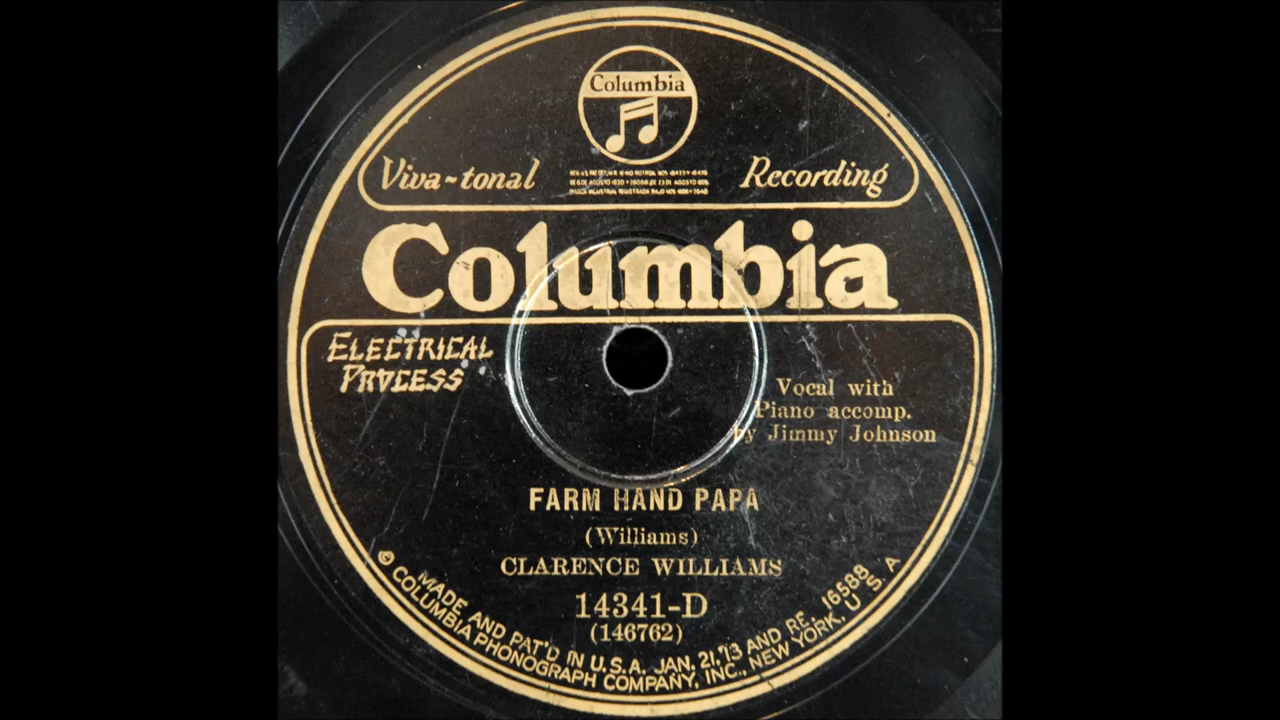 Columbia
Viva-tonal Recording
Columbia
ELECTRICAL
PROCESS
Vocal with
Piano accomp.
by Jimmy Johnson
FARM HAND PAPA
(Williams)
CLARENCE WILLIAMS
14341-D
(146762)
MADE AND PAT'D IN U.S.A. JAN. 21,'13 AND RE. 16588
© COLUMBIA PHONOGRAPH COMPANY, INC., NEW YORK, U.S.A